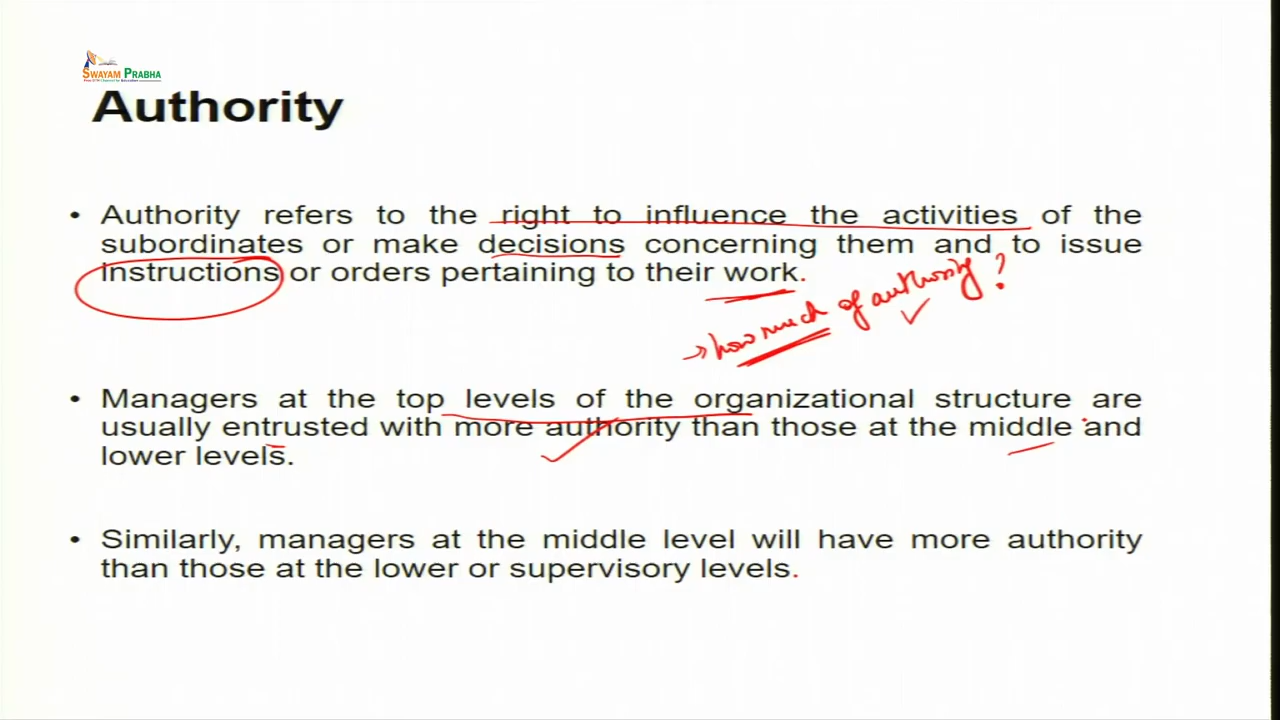 SWAYAM PRABHA
Authority
• Authority refers to the right to influence the activities of the
subordinates or make decisions concerning them and to issue
instructions or orders pertaining to their work.
→ how much of authority?
• Managers at the top levels of the organizational structure are
usually entrusted with more authority than those at the middle and
lower levels.
• Similarly, managers at the middle level will have more authority
than those at the lower or supervisory levels.